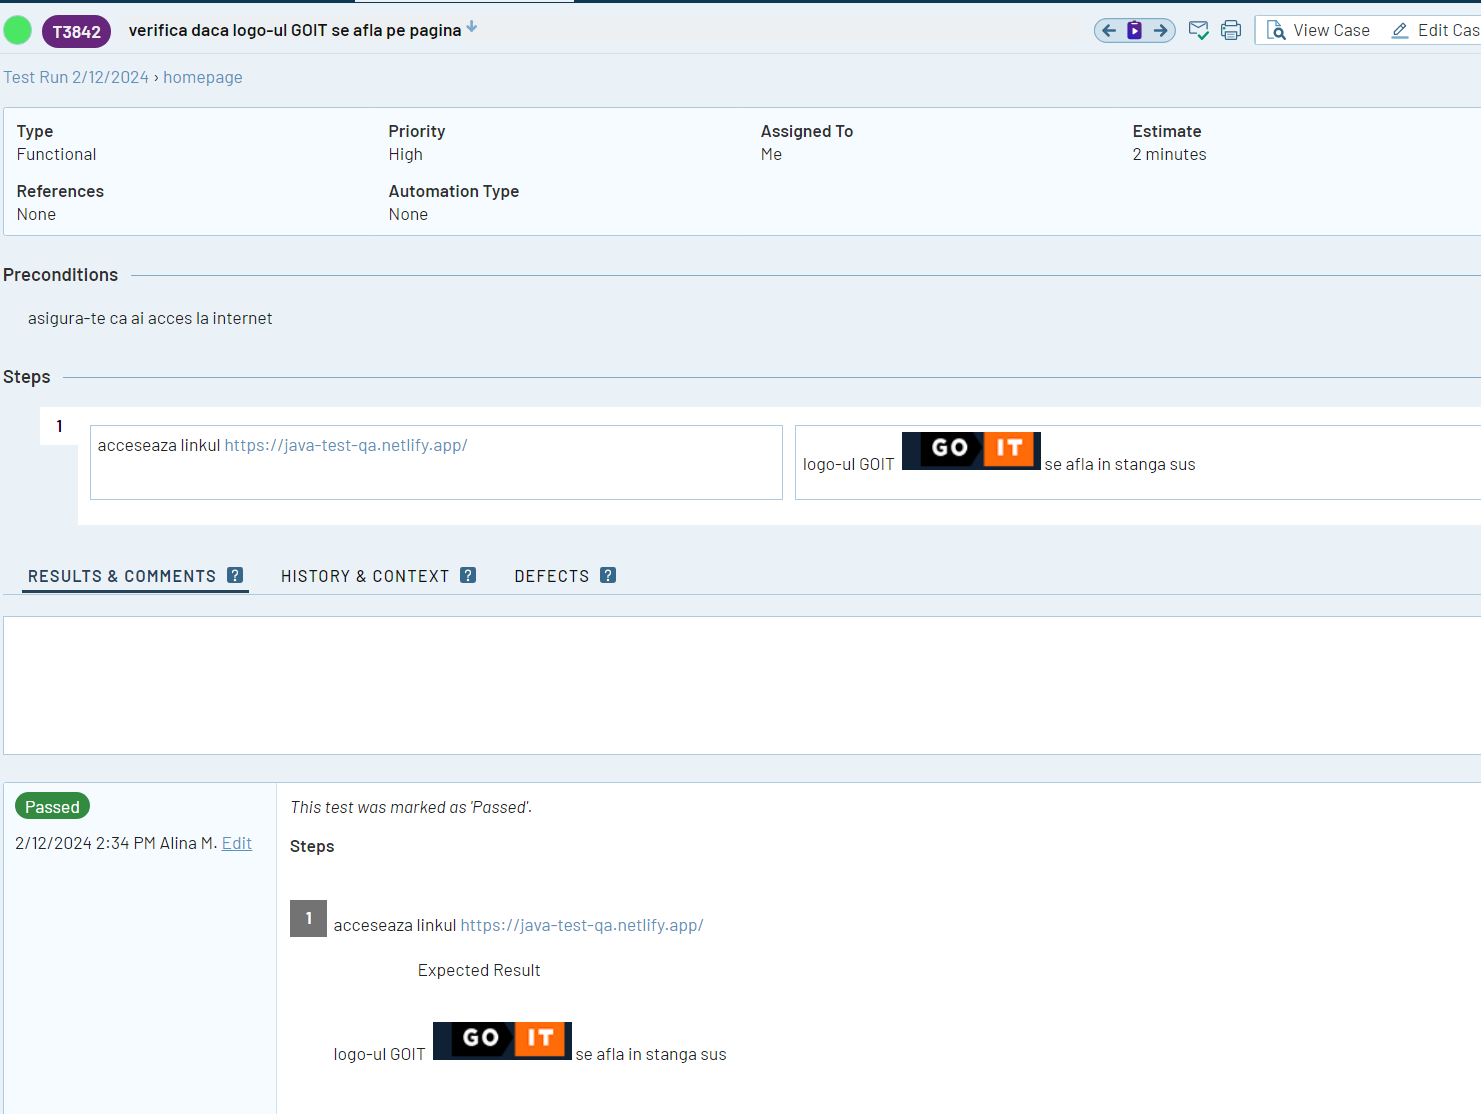 T3842 verifica daca logo-ul GOIT se afla pe pagina
View Case Edit Cas
Test Run 2/12/2024 › homepage
Type Priority Assigned To Estimate
Functional High Me 2 minutes
References Automation Type
None None
Preconditions
asigura-te ca ai acces la internet
Steps
1
acceseaza linkul https://java-test-qa.netlify.app/
logo-ul GOIT GO IT se afla in stanga sus
RESULTS & COMMENTS ? HISTORY & CONTEXT ? DEFECTS ?
Passed
2/12/2024 2:34 PM Alina M. Edit
This test was marked as 'Passed'.
Steps
1 acceseaza linkul https://java-test-qa.netlify.app/
Expected Result
logo-ul GOIT GO IT se afla in stanga sus